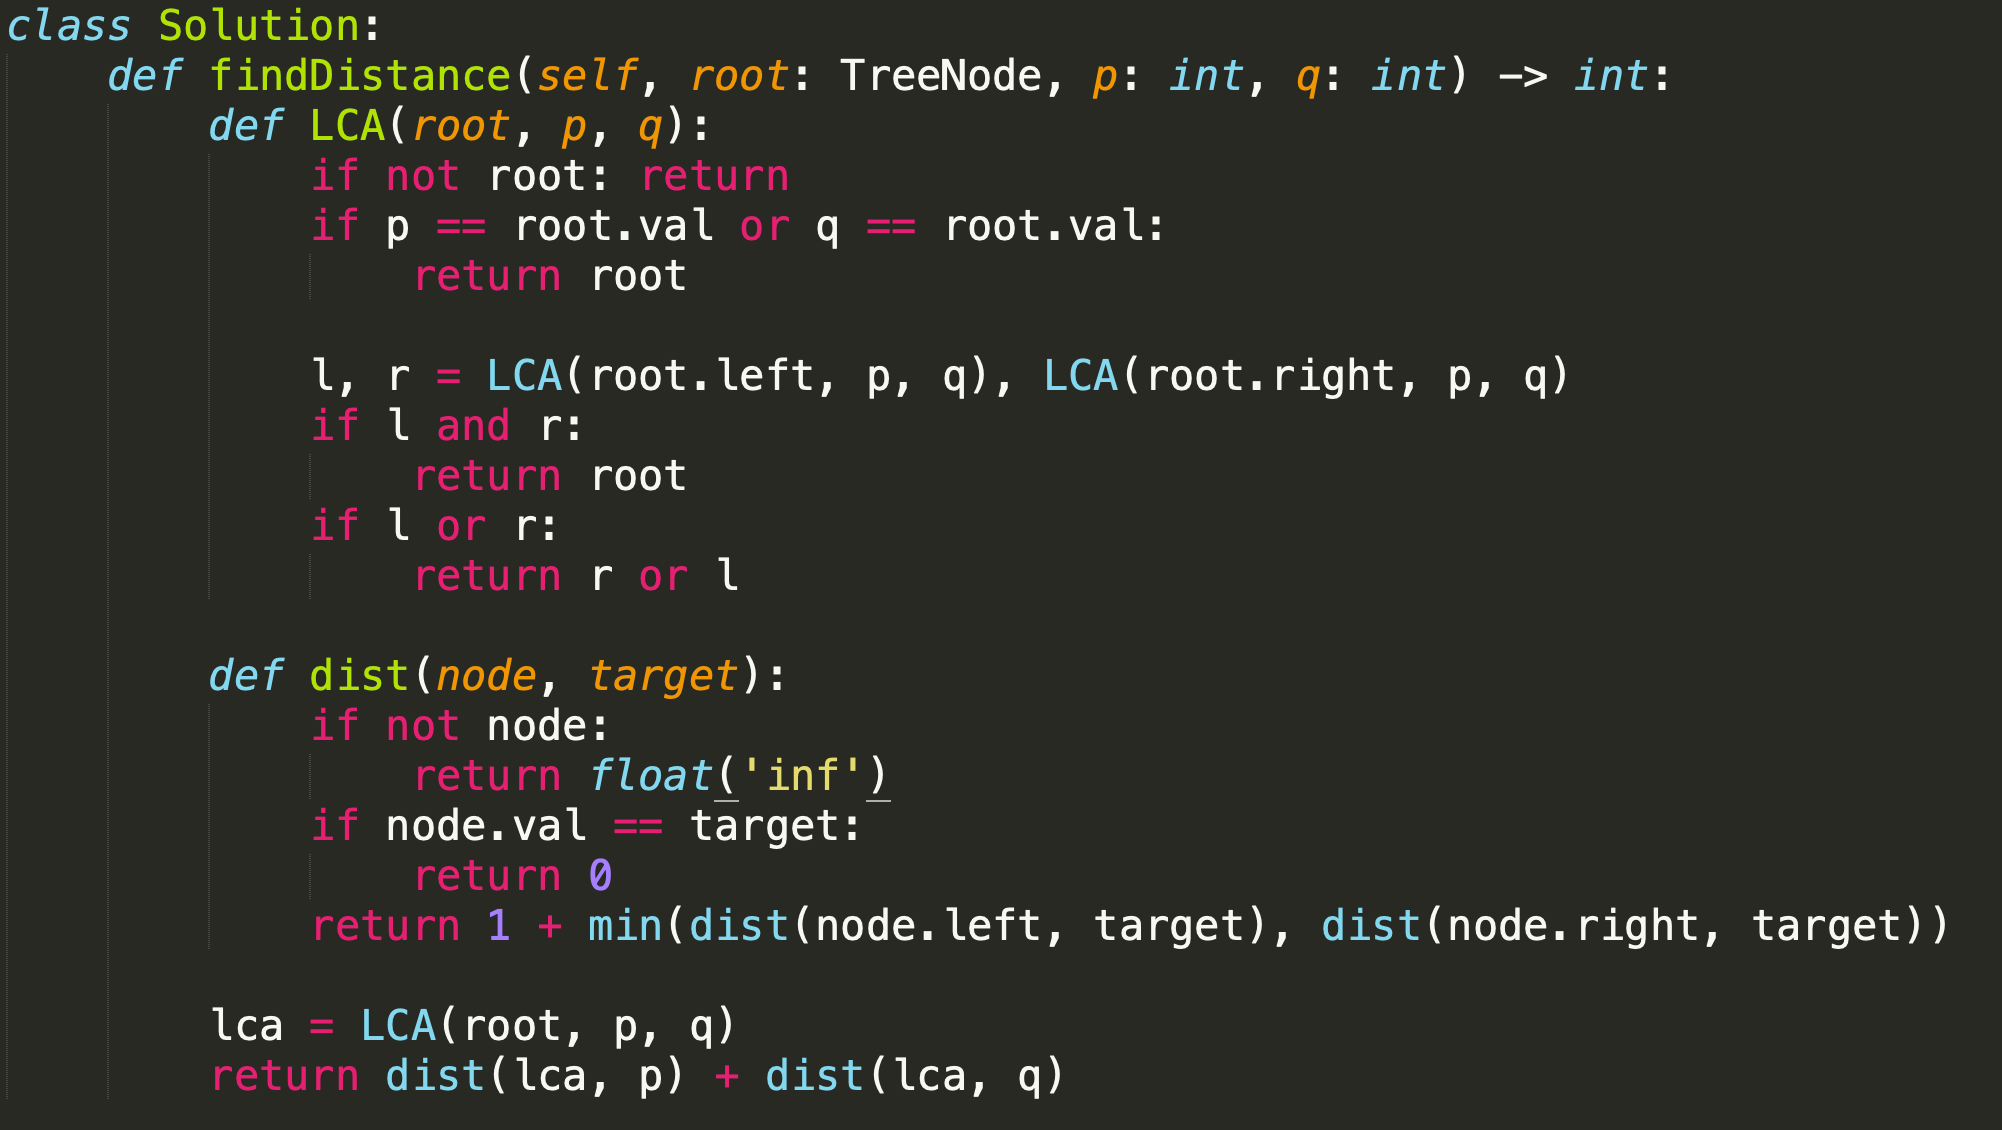 class Solution:
    def findDistance(self, root: TreeNode, p: int, q: int) -> int:
        def LCA(root, p, q):
            if not root: return
            if p == root.val or q == root.val:
                return root

            l, r = LCA(root.left, p, q), LCA(root.right, p, q)
            if l and r:
                return root
            if l or r:
                return r or l

        def dist(node, target):
            if not node:
                return float('inf')
            if node.val == target:
                return 0
            return 1 + min(dist(node.left, target), dist(node.right, target))

        lca = LCA(root, p, q)
        return dist(lca, p) + dist(lca, q)